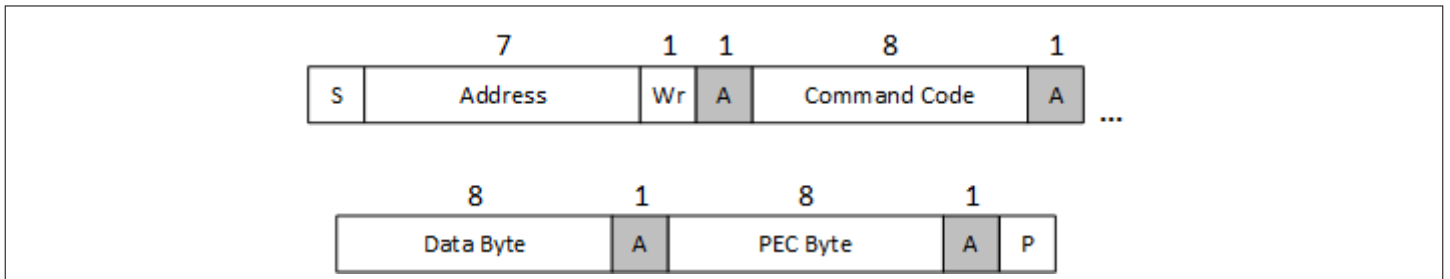 7 1 1 8 1
S Address Wr A Command Code A ...
8 1 8 1
Data Byte A PEC Byte A P